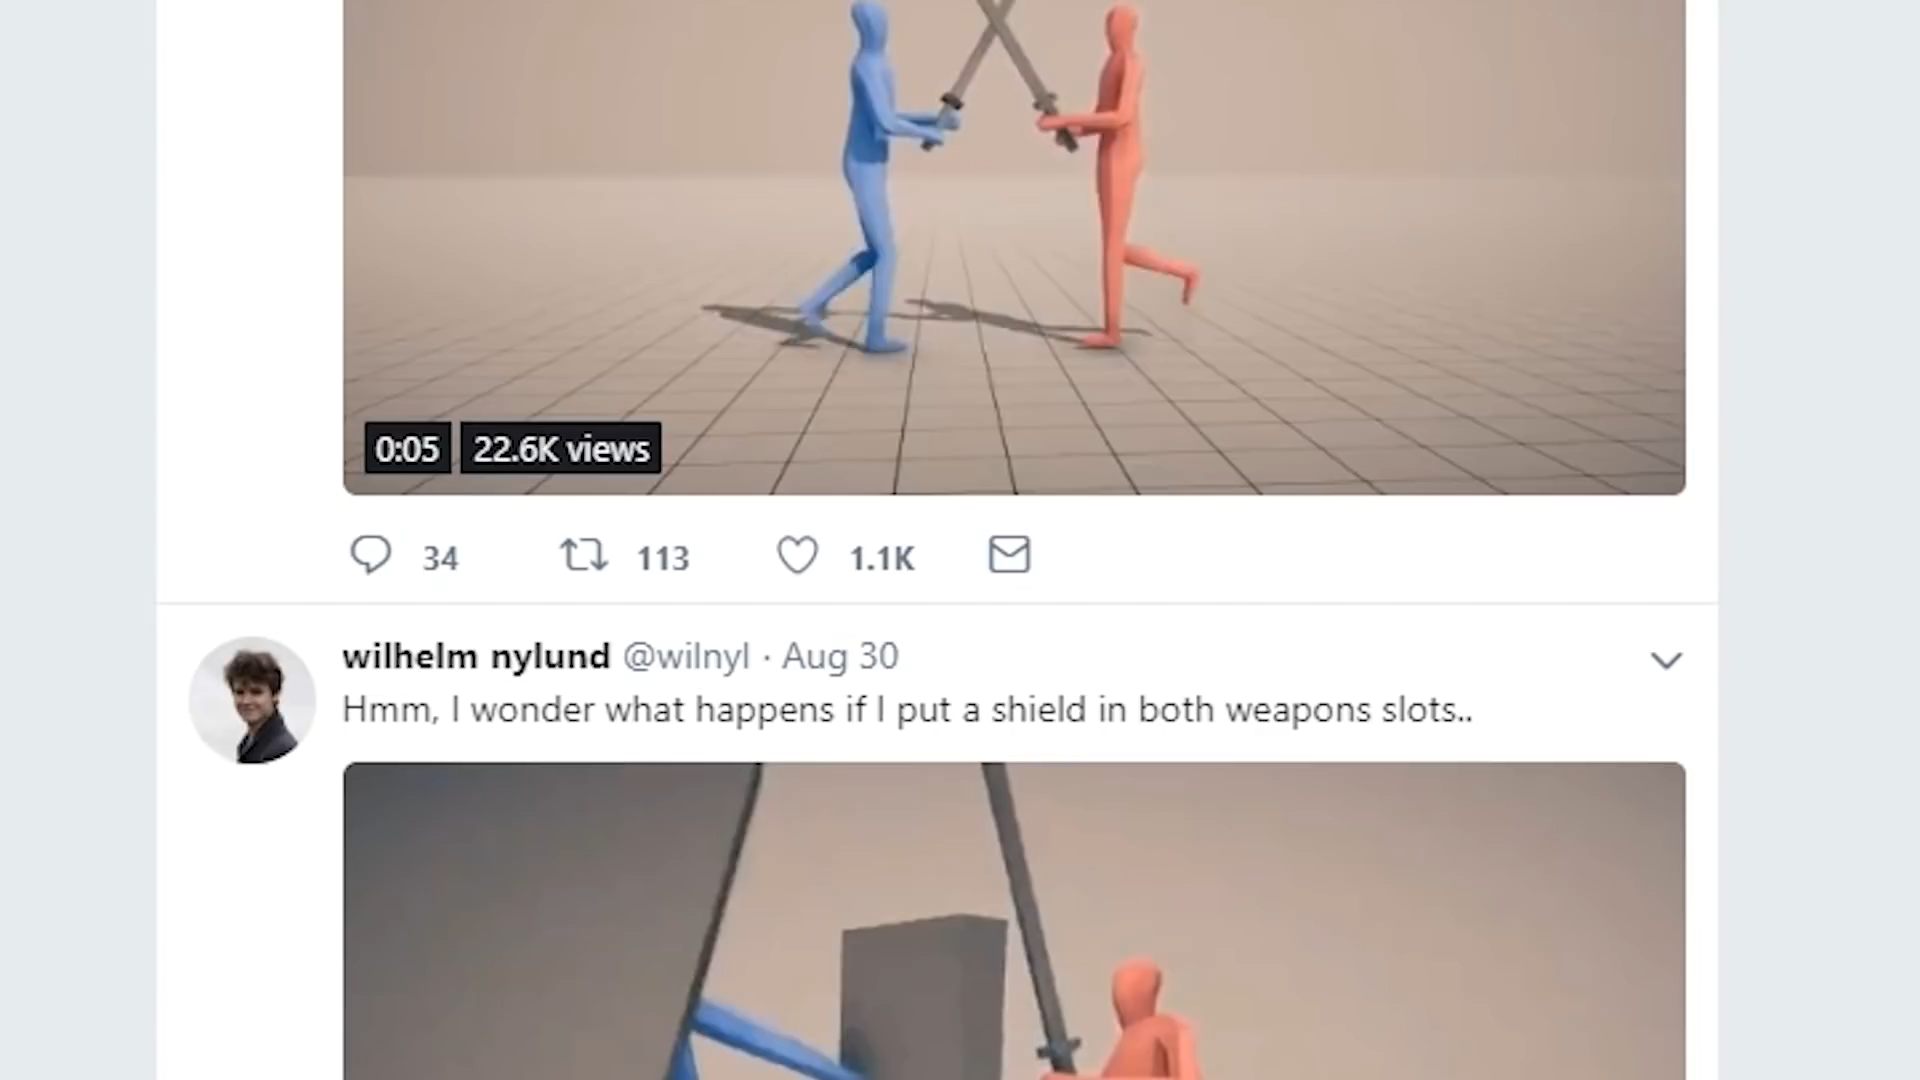 0:05 22.6K views
34 113 1.1K
wilhelm nylund @wilnyl · Aug 30
Hmm, I wonder what happens if I put a shield in both weapons slots..